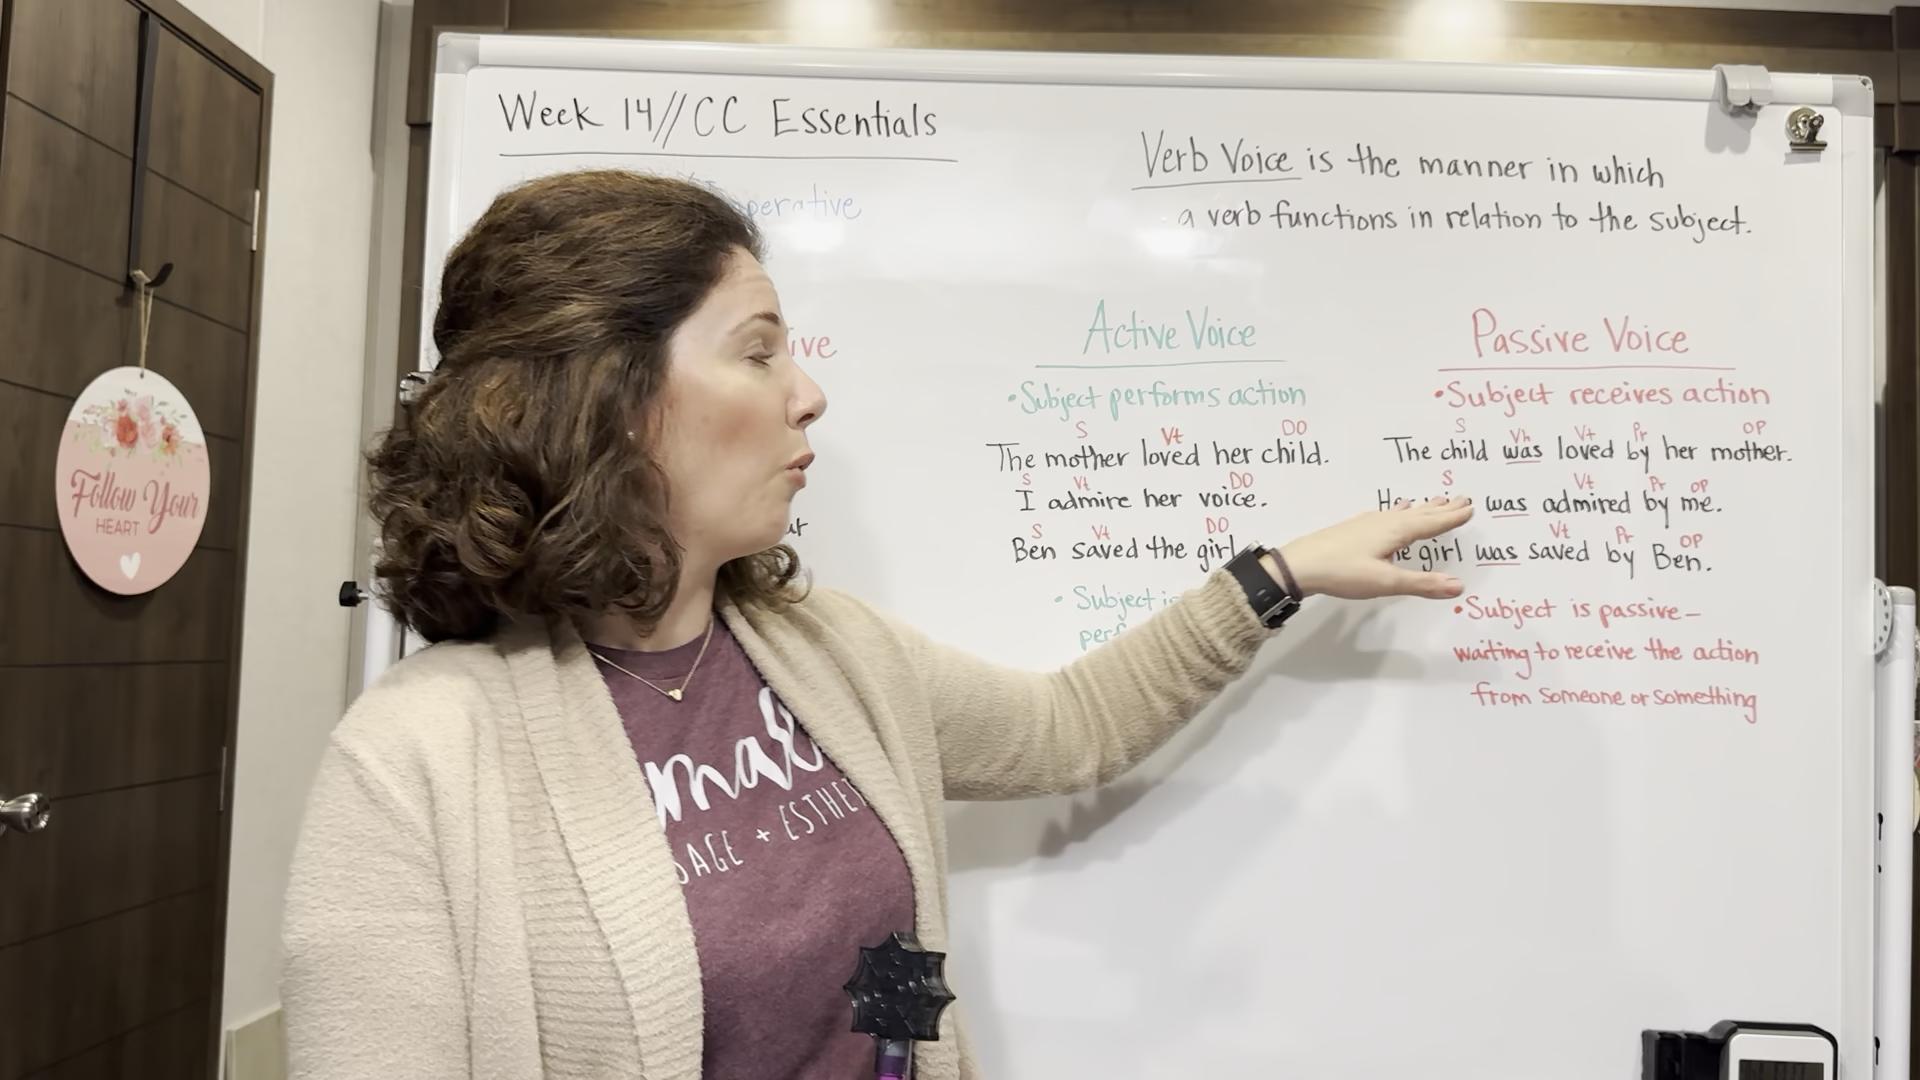 Week 14// CC Essentials
Verb Voice is the manner in which
a verb functions in relation to the subject.
Active Voice
• Subject performs action
S Vt DO
The mother loved her child.
S Vt DO
I admire her voice.
S Vt DO
Ben saved the girl
• Subject is
Passive Voice
• Subject receives action
S Vh Vt Pr OP
The child was loved by her mother.
S Vt Pr OP
was admired by me.
Vt Pr OP
girl was saved by Ben.
• Subject is passive –
waiting to receive the action
from someone or something
Follow Your
HEART